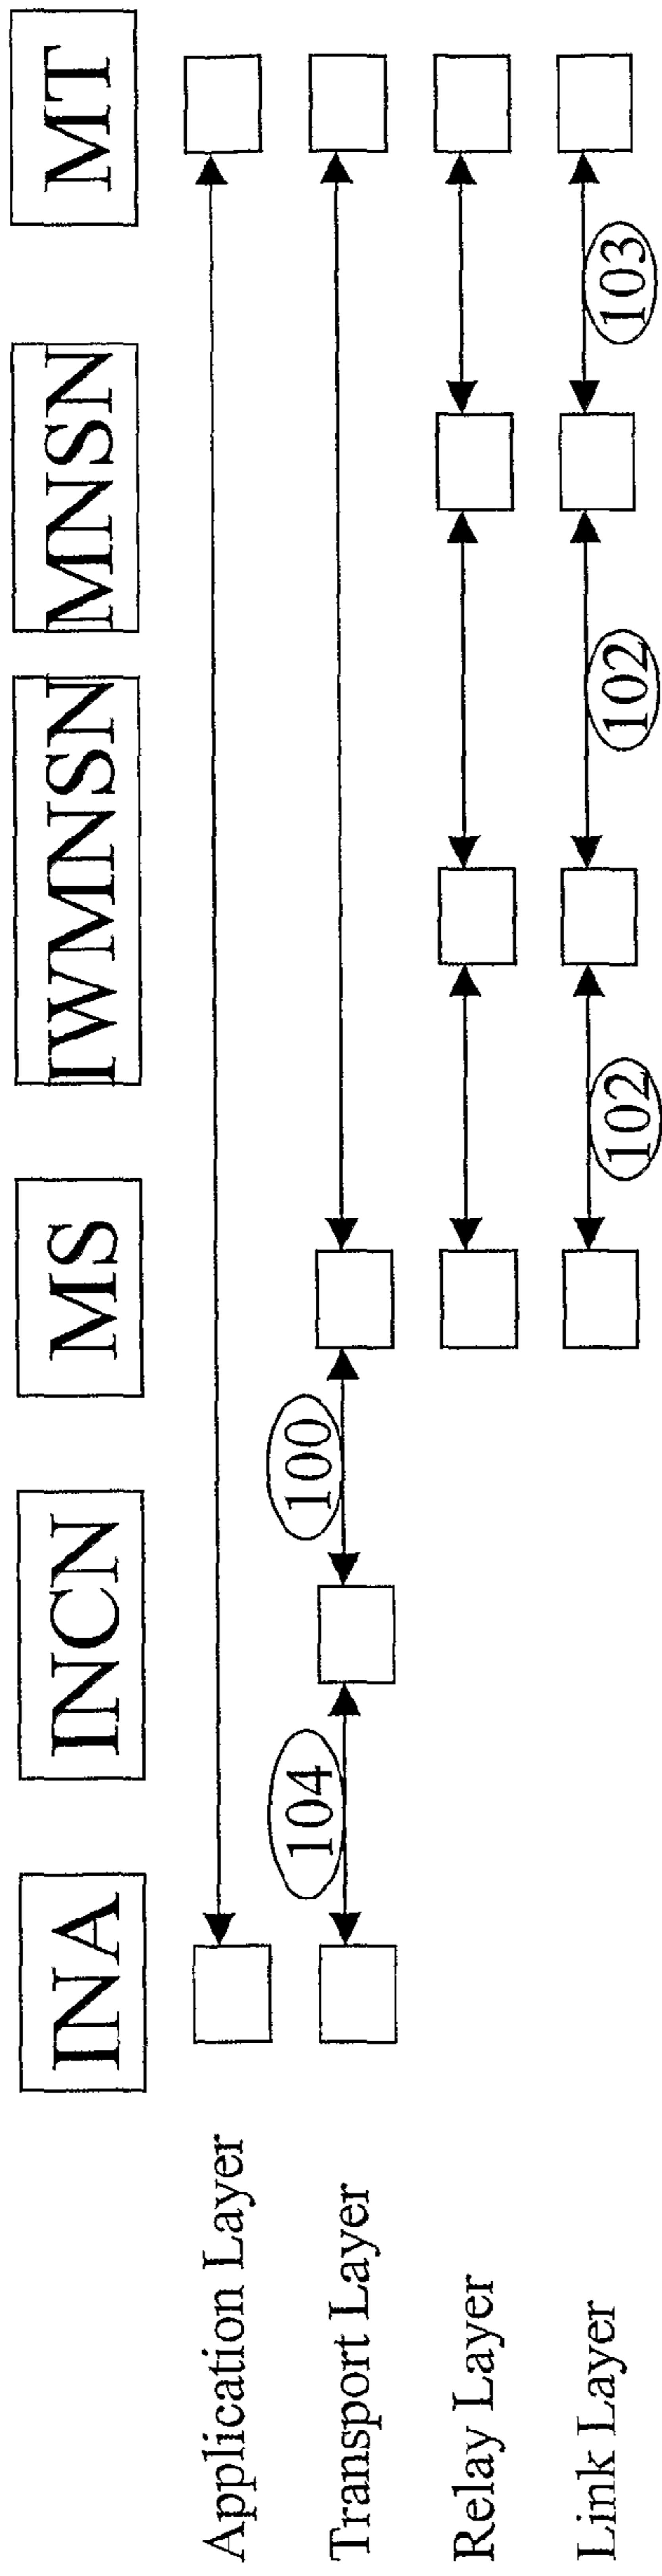 INA INCN MS IWMNSN MNSN MT
Application Layer
104 100
Transport Layer
Relay Layer
Link Layer
102 102 103